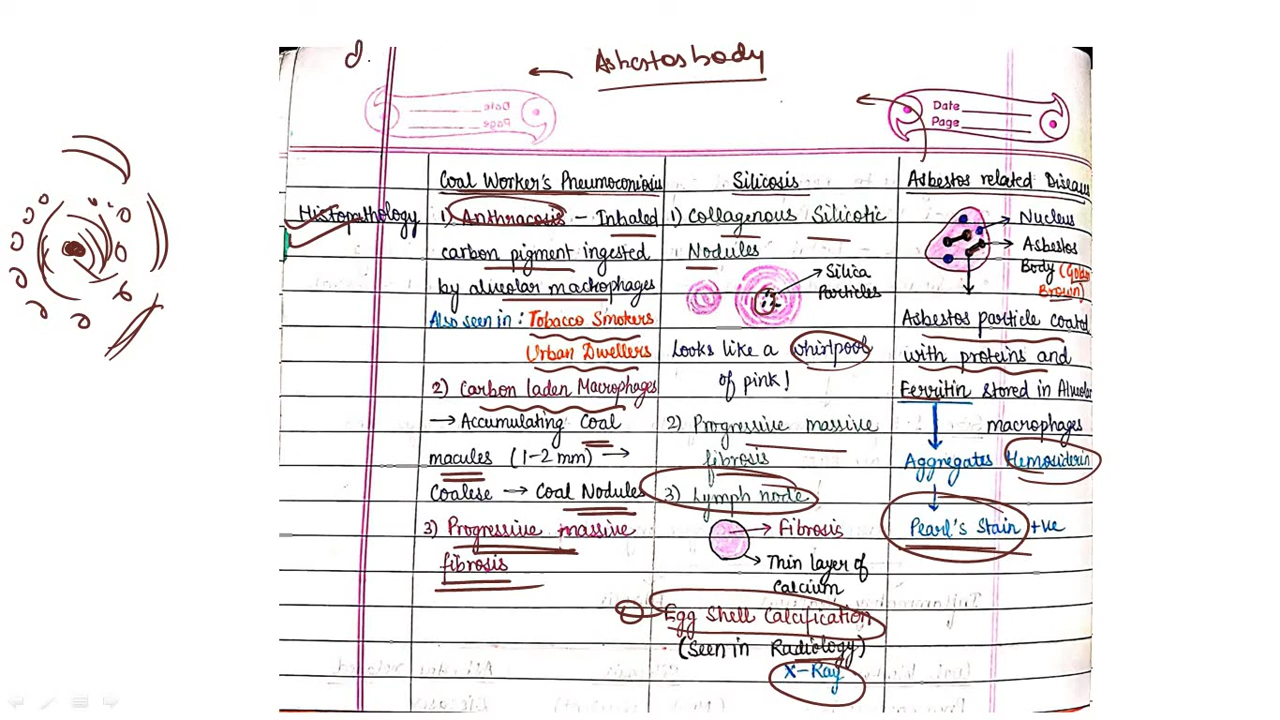 d.
Asbestos body
Date
Page
Histopathology
Coal Worker's Pneumoconiosis
1) Anthracosis - Inhaled
carbon pigment ingested
by alveolar macrophages
Also seen in : Tobacco Smokers
Urban Dwellers
2) Carbon laden Macrophages
→ Accumulating Coal
macules (1-2mm) →
Coalese → Coal Nodules
3) Progressive massive
fibrosis
Silicosis
1) Collagenous Silicotic
Nodules
→ Silica
Particles
Looks like a whirlpool
of pink!
2) Progressive massive
fibrosis
3) Lymph node
→ Fibrosis
→ Thin layer of
Calcium
Egg Shell Calcification
(Seen in Radiology)
X-Ray
Asbestos related Disease
→ Nucleus
→ Asbestos
Body (Golden
Brown)
Asbestos particle coated
with proteins and
Ferritin stored in Alveolar
macrophages
Aggregates Hemosiderin
Pearl's Stain +ve